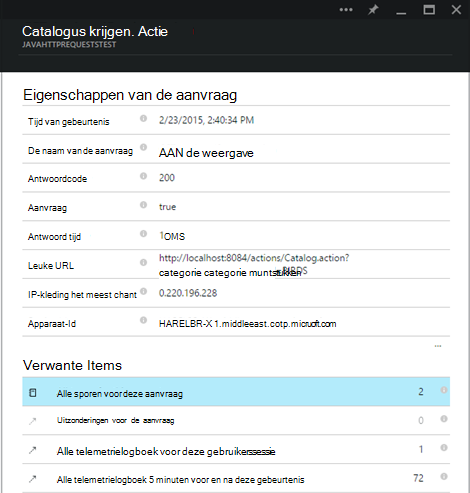 Catalogus krijgen. Actie
JAVAHTTPREQUESTSTEST
Eigenschappen van de aanvraag
Tijd van gebeurtenis 2/23/2015, 2:40:34 PM
De naam van de aanvraag AAN de weergave
Antwoordcode 200
Aanvraag true
Antwoord tijd 1OMS
Leuke URL http://localhost:8084/actions/Catalog.action?
categorie categorie muntstukken
IP-kleding het meest chant 0.220.196.228
Apparaat-Id HARELBR-X 1.middleeast.cotp.microuft.com
...
Verwante Items
Alle sporen voor deze aanvraag 2
Uitzonderingen voor de aanvraag 0
Alle telemetrielogboek voor deze gebruikerssessie 1
Alle telemetrielogboek 5 minuten voor en na deze gebeurtenis 72